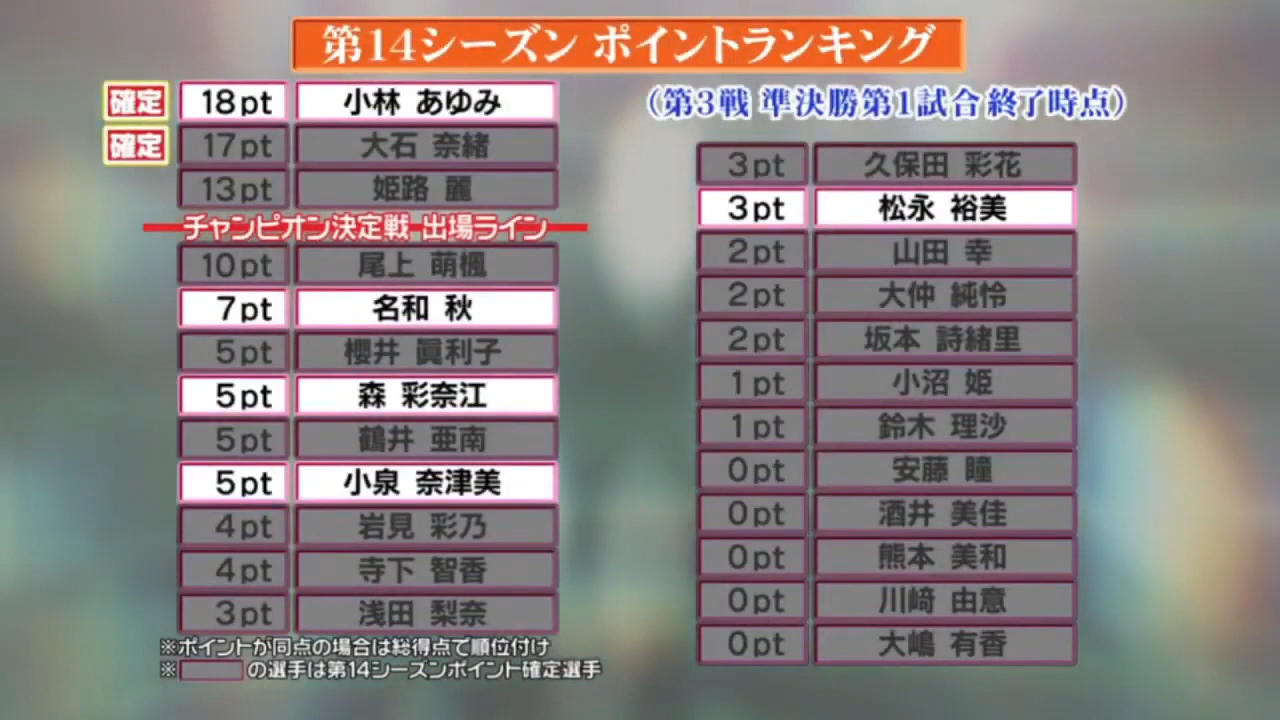 第14シーズン ポイントランキング
(第3戦 準決勝第1試合 終了時点)
確定 18pt 小林 あゆみ
確定 17pt 大石 奈緒
13pt 姫路 麗
チャンピオン決定戦 出場ライン
10pt 尾上 萌楓
7pt 名和 秋
5pt 櫻井 眞利子
5pt 森 彩奈江
5pt 鶴井 亜南
5pt 小泉 奈津美
4pt 岩見 彩乃
4pt 寺下 智香
3pt 浅田 梨奈
※ポイントが同点の場合は総得点で順位付け
※ の選手は第14シーズンポイント確定選手
3pt 久保田 彩花
3pt 松永 裕美
2pt 山田 幸
2pt 大仲 純怜
2pt 坂本 詩緒里
1pt 小沼 姫
1pt 鈴木 理沙
0pt 安藤 瞳
0pt 酒井 美佳
0pt 熊本 美和
0pt 川﨑 由意
0pt 大嶋 有香